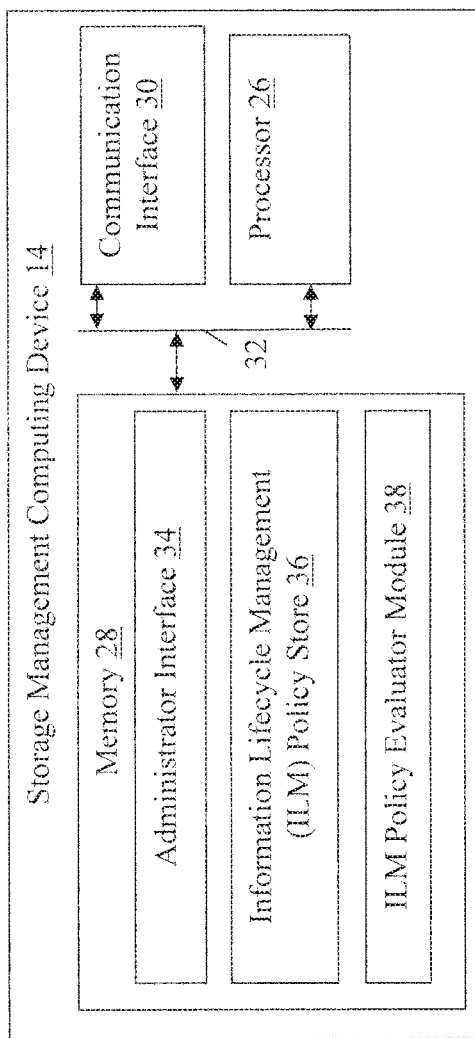 Storage Management Computing Device 14
Memory 28
Administrator Interface 34
Information Lifecycle Management
(ILM) Policy Store 36
ILM Policy Evaluator Module 38
32
Communication
Interface 30
Processor 26